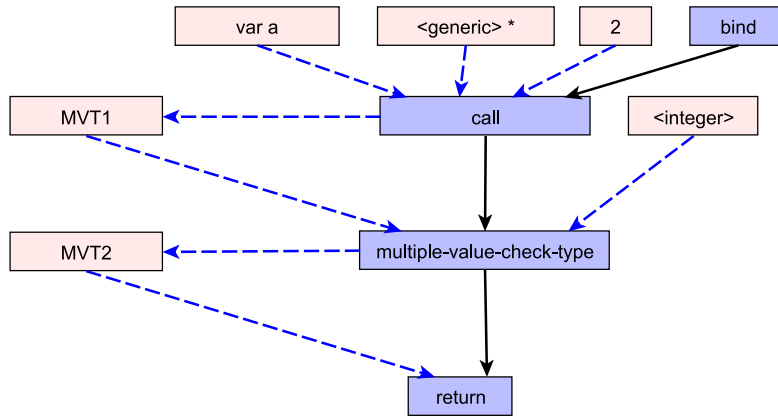 var a
<generic> *
2
bind
MVT1
call
<integer>
MVT2
multiple-value-check-type
return